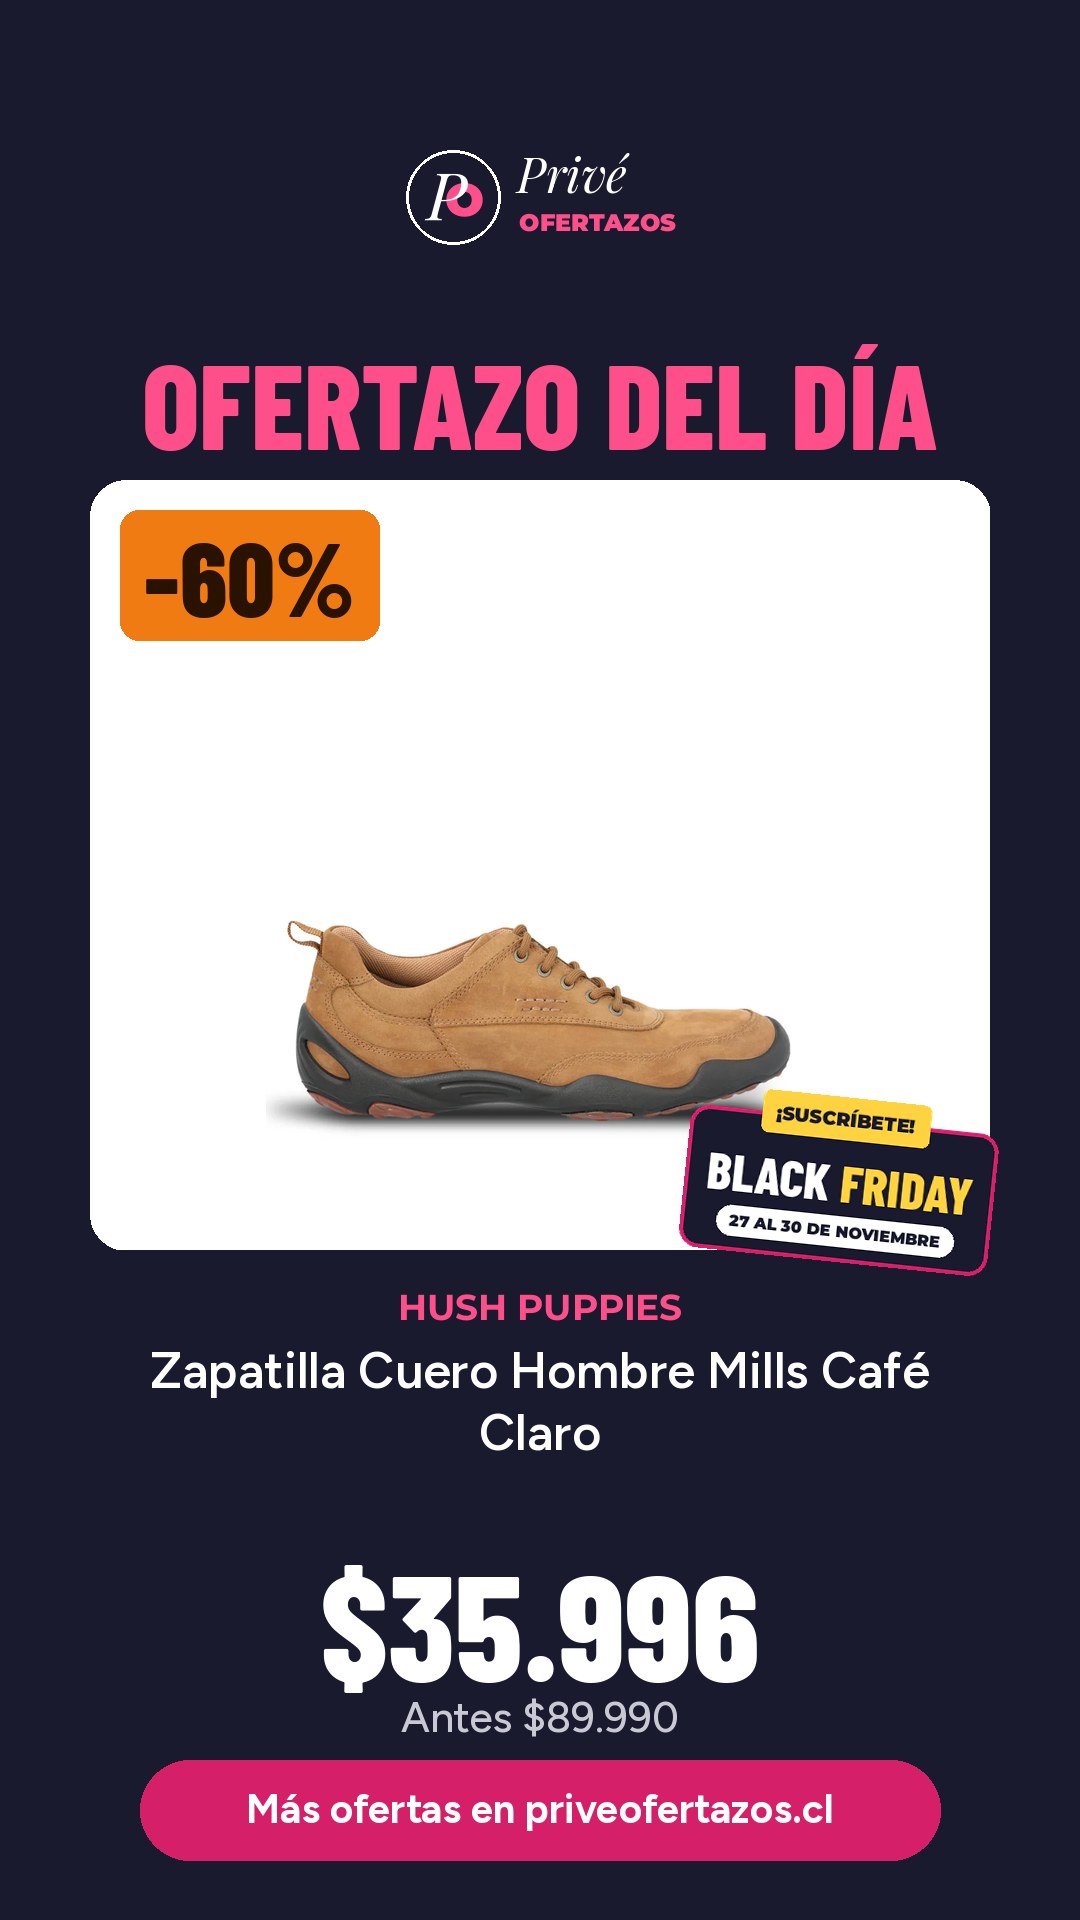 Po
Privé
OFERTAZOS
OFERTAZO DEL DÍA
-60%
¡SUSCRÍBETE!
BLACK FRIDAY
27 AL 30 DE NOVIEMBRE
HUSH PUPPIES
Zapatilla Cuero Hombre Mills Café
Claro
$35.996
Antes $89.990
Más ofertas en priveofertazos.cl